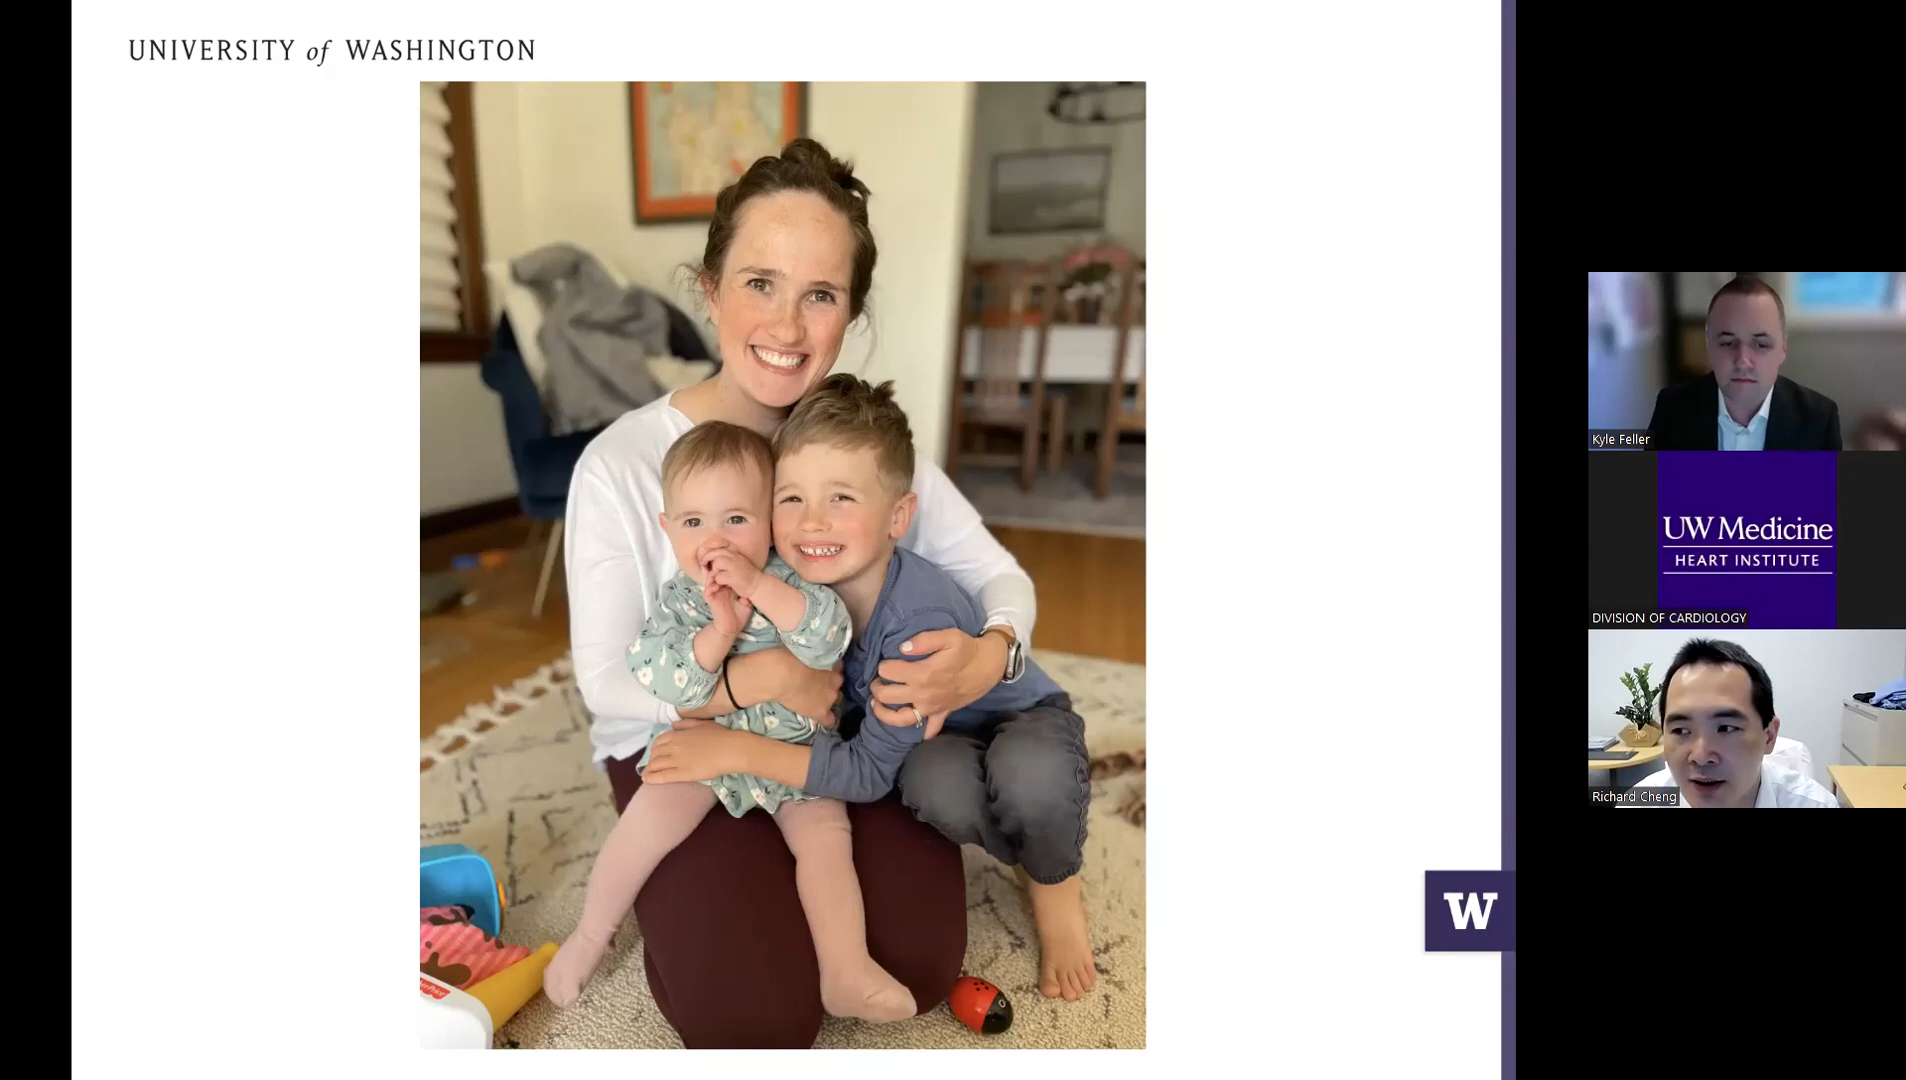 UNIVERSITY of WASHINGTON
Kyle Feller
UW Medicine
HEART INSTITUTE
DIVISION OF CARDIOLOGY
Richard Cheng
W